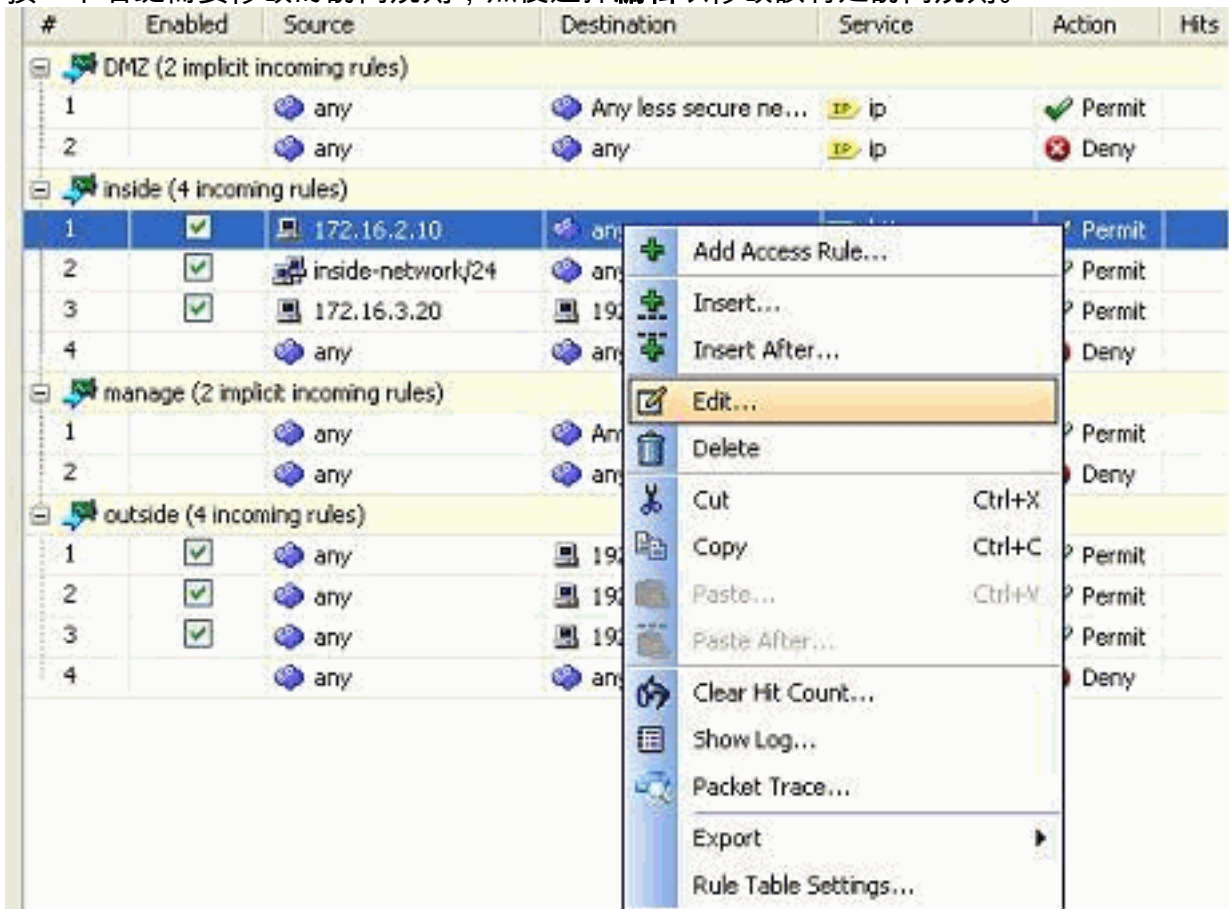 # Enabled Source Destination Service Action Hits
DMZ (2 implicit incoming rules)
1 any Any less secure ne... IP ip Permit
2 any any IP ip Deny
inside (4 incoming rules)
1 172.16.2.10 Permit
2 inside-network/24 Permit
3 172.16.3.20 Permit
4 any Deny
manage (2 implicit incoming rules)
1 any Permit
2 any Deny
outside (4 incoming rules)
1 any Permit
2 any Permit
3 any Permit
4 any Deny
Add Access Rule...
Insert...
Insert After...
Edit...
Delete
Cut Ctrl+X
Copy Ctrl+C
Paste... Ctrl+V
Paste After...
Clear Hit Count...
Show Log...
Packet Trace...
Export
Rule Table Settings...